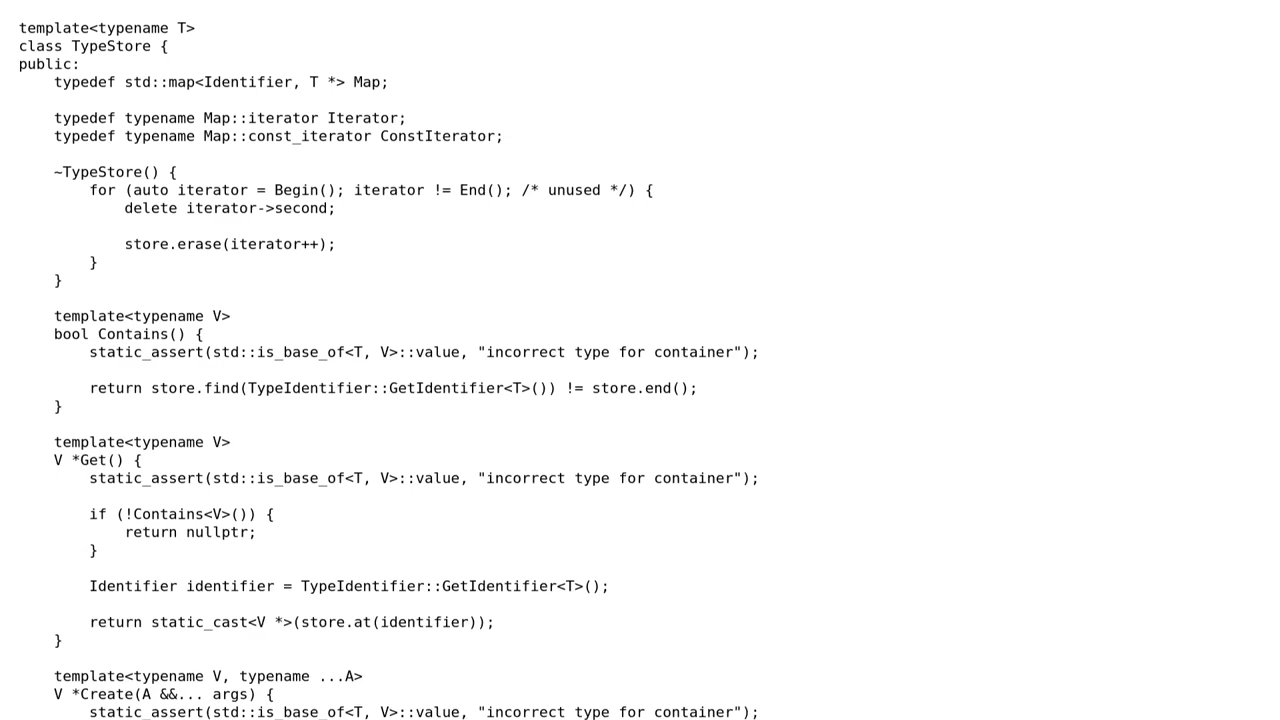 template<typename T>
class TypeStore {
public:
    typedef std::map<Identifier, T *> Map;

    typedef typename Map::iterator Iterator;
    typedef typename Map::const_iterator ConstIterator;

    ~TypeStore() {
        for (auto iterator = Begin(); iterator != End(); /* unused */) {
            delete iterator->second;

            store.erase(iterator++);
        }
    }

    template<typename V>
    bool Contains() {
        static_assert(std::is_base_of<T, V>::value, "incorrect type for container");

        return store.find(TypeIdentifier::GetIdentifier<T>()) != store.end();
    }

    template<typename V>
    V *Get() {
        static_assert(std::is_base_of<T, V>::value, "incorrect type for container");

        if (!Contains<V>()) {
            return nullptr;
        }

        Identifier identifier = TypeIdentifier::GetIdentifier<T>();

        return static_cast<V *>(store.at(identifier));
    }

    template<typename V, typename ...A>
    V *Create(A &&... args) {
        static_assert(std::is_base_of<T, V>::value, "incorrect type for container");